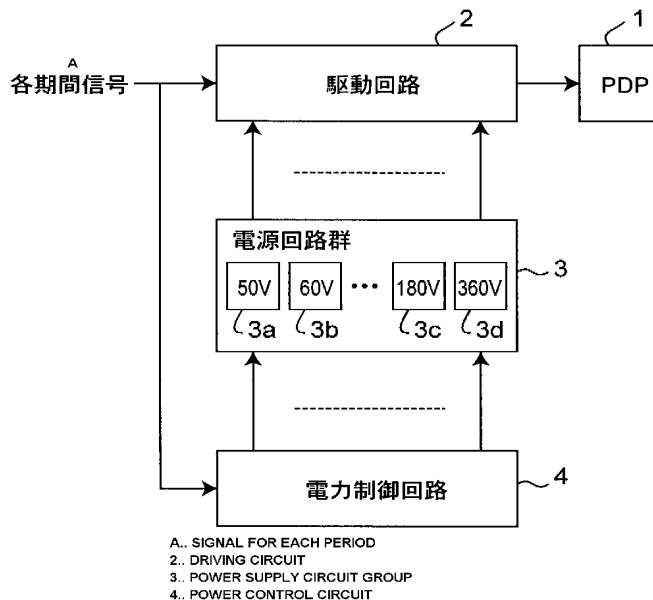 2
1
A
各期間信号
駆動回路
PDP
電源回路群
50V 60V ••• 180V 360V
3
3a 3b 3c 3d
電力制御回路
4
A.. SIGNAL FOR EACH PERIOD
2.. DRIVING CIRCUIT
3.. POWER SUPPLY CIRCUIT GROUP
4.. POWER CONTROL CIRCUIT